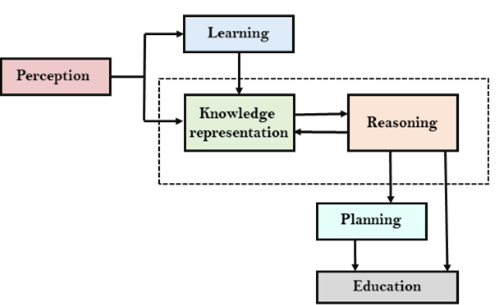 Learning
Perception
Knowledge
representation
Reasoning
Planning
Education